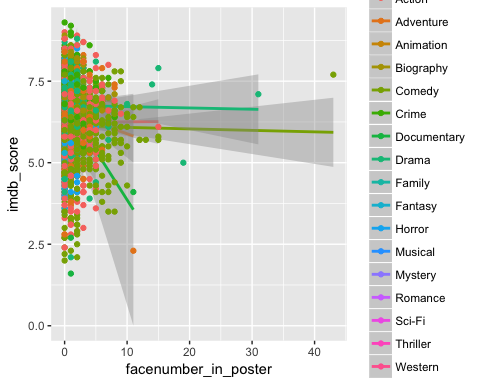 Action
Adventure
Animation
Biography
Comedy
Crime
Documentary
Drama
Family
Fantasy
Horror
Musical
Mystery
Romance
Sci-Fi
Thriller
Western
7.5
5.0
2.5
0.0
0 10 20 30 40
facenumber_in_poster
imdb_score